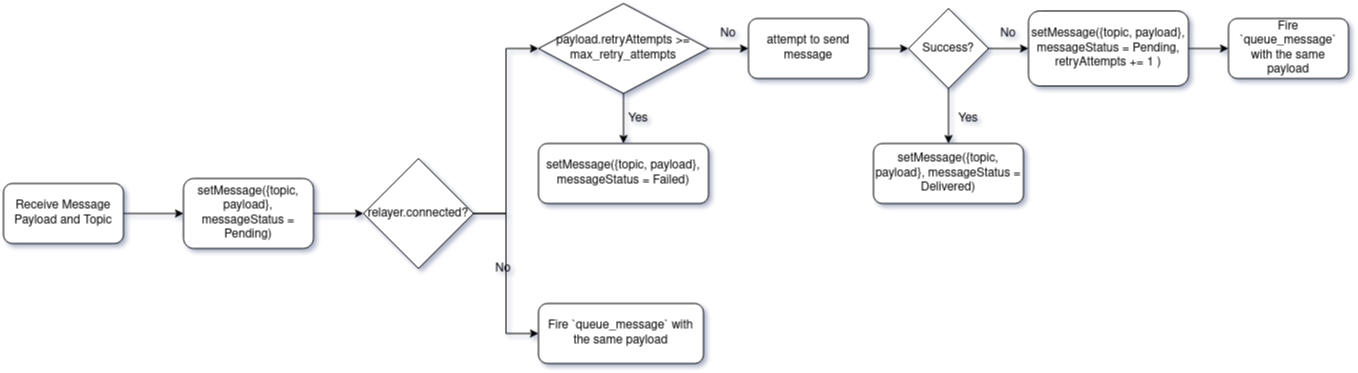 Receive Message
Payload and Topic
setMessage({topic,
payload},
messageStatus =
Pending)
relayer.connected?
No
Fire `queue_message` with
the same payload
payload.retryAttempts >=
max_retry_attempts
Yes
setMessage({topic, payload},
messageStatus = Failed)
No
attempt to send
message
Success?
Yes
setMessage({topic,
payload}, messageStatus =
Delivered)
No
setMessage({topic, payload},
messageStatus = Pending,
retryAttempts += 1 )
Fire
`queue_message`
with the same
payload